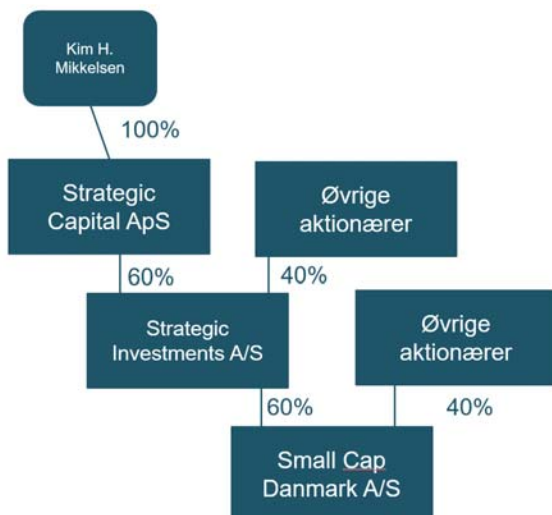 Kim H.
Mikkelsen
100%
Strategic
Capital ApS
Øvrige
aktionærer
60%
40%
Strategic
Investments A/S
Øvrige
aktionærer
60%
40%
Small Cap
Danmark A/S